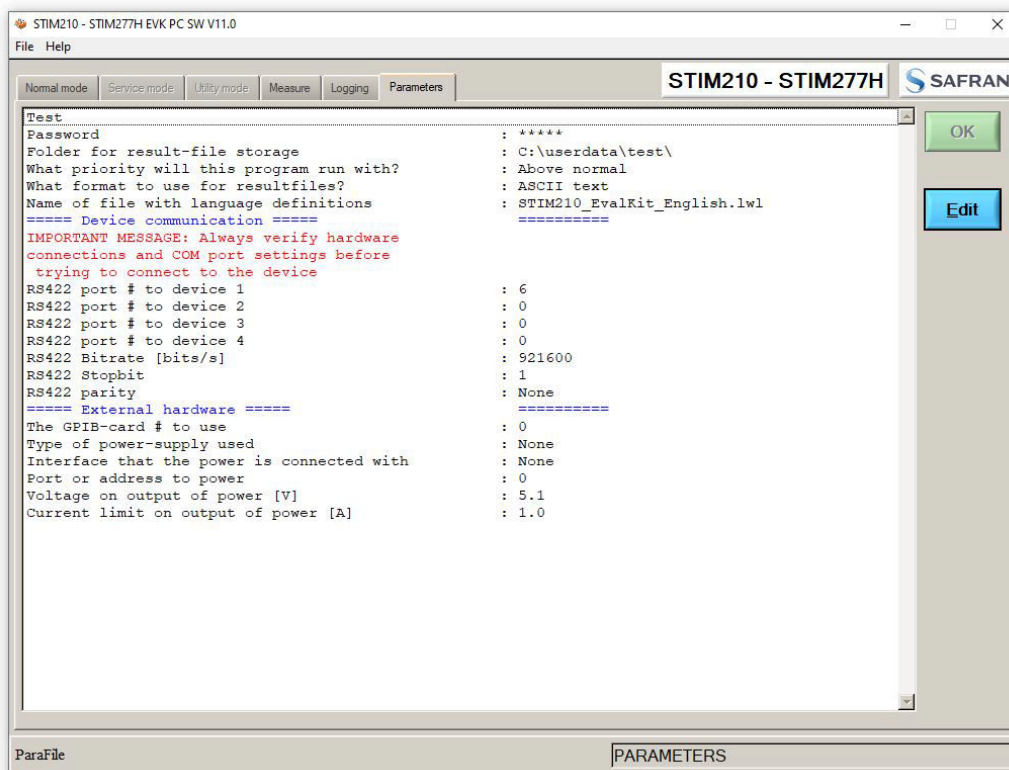 STIM210 - STIM277H EVK PC SW V11.0
File Help
Normal mode Service mode Utility mode Measure Logging Parameters
STIM210 - STIM277H
SAFRAN
Test
Password : *****
Folder for result-file storage : C:\userdata\test\
What priority will this program run with? : Above normal
What format to use for resultfiles? : ASCII text
Name of file with language definitions : STIM210_EvalKit_English.lwl
===== Device communication ===== ==========
IMPORTANT MESSAGE: Always verify hardware
connections and COM port settings before
trying to connect to the device
RS422 port # to device 1 : 6
RS422 port # to device 2 : 0
RS422 port # to device 3 : 0
RS422 port # to device 4 : 0
RS422 Bitrate [bits/s] : 921600
RS422 Stopbit : 1
RS422 parity : None
===== External hardware ===== ==========
The GPIB-card # to use : 0
Type of power-supply used : None
Interface that the power is connected with : None
Port or address to power : 0
Voltage on output of power [V] : 5.1
Current limit on output of power [A] : 1.0
OK
Edit
ParaFile
PARAMETERS